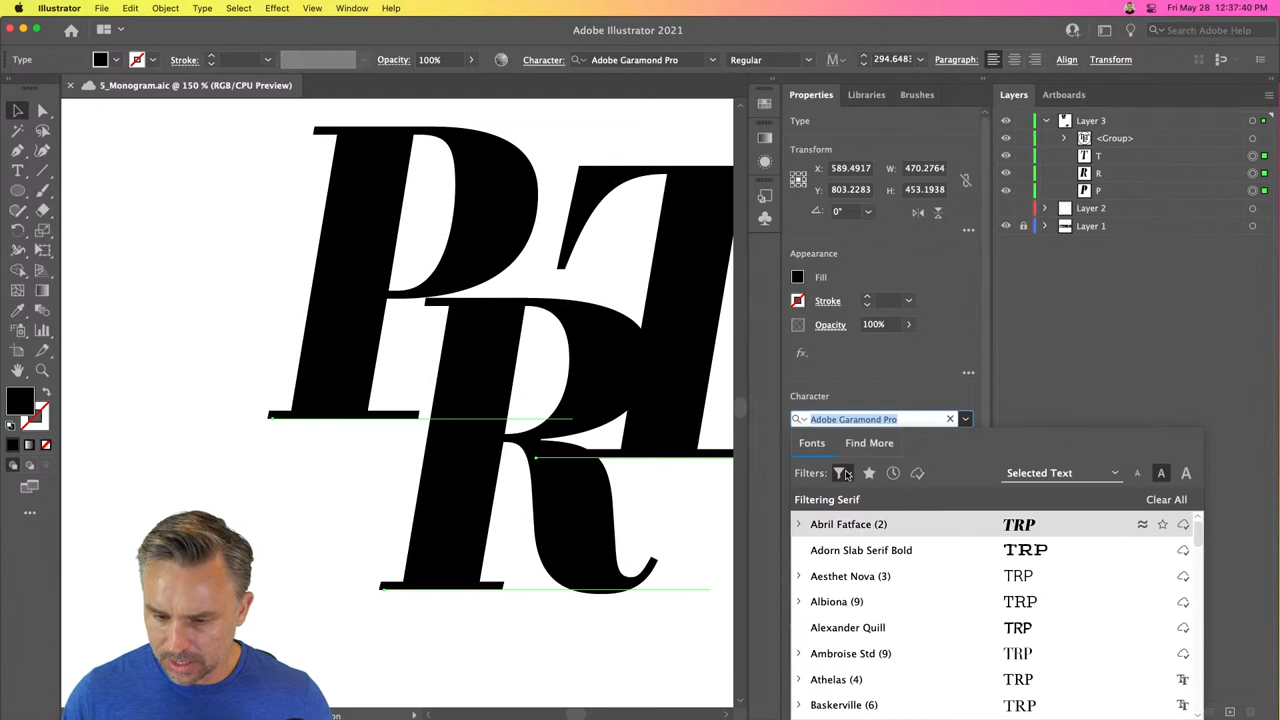 Illustrator File Edit Object Type Select Effect View Window Help Fri May 28 12:37:40 PM
Adobe Illustrator 2021
Search Adobe Help
Type Stroke: Opacity: 100% Character: Adobe Garamond Pro Regular 294.648 Paragraph: Align Transform
5_Monogram.aic @ 150 % (RGB/CPU Preview)
Properties Libraries Brushes
Layers Artboards
Type
Layer 3
<Group>
T
R
P
Layer 2
Layer 1
Transform
X: 589.4917 W: 470.2764
Y: 803.2283 H: 453.1938
0°
Appearance
Fill
Stroke
Opacity 100%
fx.
Character
Adobe Garamond Pro
Fonts Find More
Filters: Selected Text A A A
Filtering Serif Clear All
Abril Fatface (2) TRP
Adorn Slab Serif Bold TRP
Aesthet Nova (3) TRP
Albiona (9) TRP
Alexander Quill TRP
Ambroise Std (9) TRP
Athelas (4) TRP
Baskerville (6) TRP
P
T
R